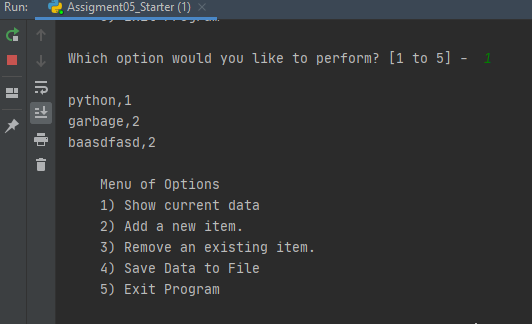 Run: Assigment05_Starter (1) ×
Which option would you like to perform? [1 to 5] - 1
python,1
garbage,2
baasdfasd,2
Menu of Options
1) Show current data
2) Add a new item.
3) Remove an existing item.
4) Save Data to File
5) Exit Program